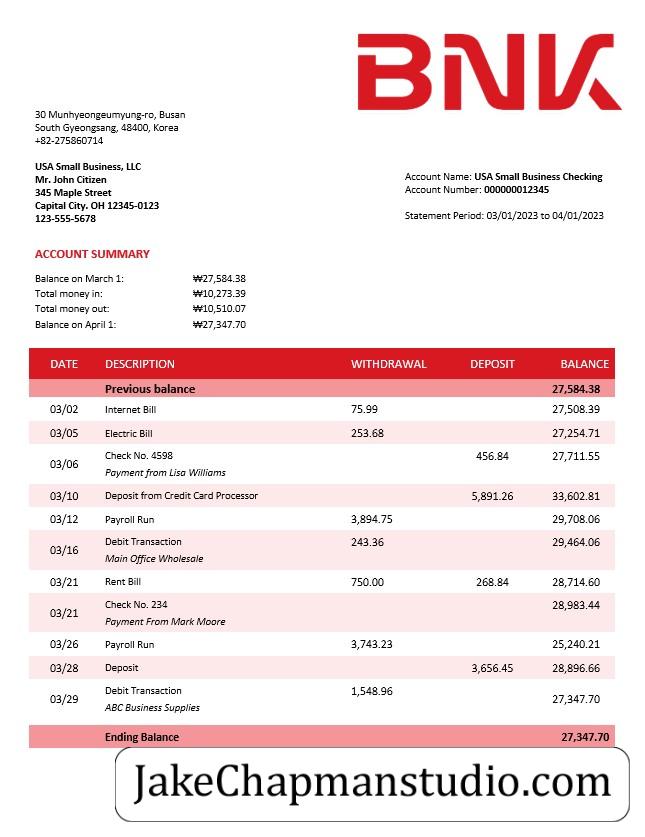 BNK
30 Munhyeongeumyung-ro, Busan
South Gyeongsang, 48400, Korea
+82-275860714
USA Small Business, LLC
Mr. John Citizen
345 Maple Street
Capital City. OH 12345-0123
123-555-5678
Account Name: USA Small Business Checking
Account Number: 000000012345
Statement Period: 03/01/2023 to 04/01/2023
ACCOUNT SUMMARY
Balance on March 1: ₩27,584.38
Total money in: ₩10,273.39
Total money out: ₩10,510.07
Balance on April 1: ₩27,347.70
DATE DESCRIPTION WITHDRAWAL DEPOSIT BALANCE
Previous balance 27,584.38
03/02 Internet Bill 75.99 27,508.39
03/05 Electric Bill 253.68 27,254.71
03/06 Check No. 4598 456.84 27,711.55
Payment from Lisa Williams
03/10 Deposit from Credit Card Processor 5,891.26 33,602.81
03/12 Payroll Run 3,894.75 29,708.06
03/16 Debit Transaction 243.36 29,464.06
Main Office Wholesale
03/21 Rent Bill 750.00 268.84 28,714.60
03/21 Check No. 234 28,983.44
Payment From Mark Moore
03/26 Payroll Run 3,743.23 25,240.21
03/28 Deposit 3,656.45 28,896.66
03/29 Debit Transaction 1,548.96 27,347.70
ABC Business Supplies
Ending Balance 27,347.70
JakeChapmanstudio.com